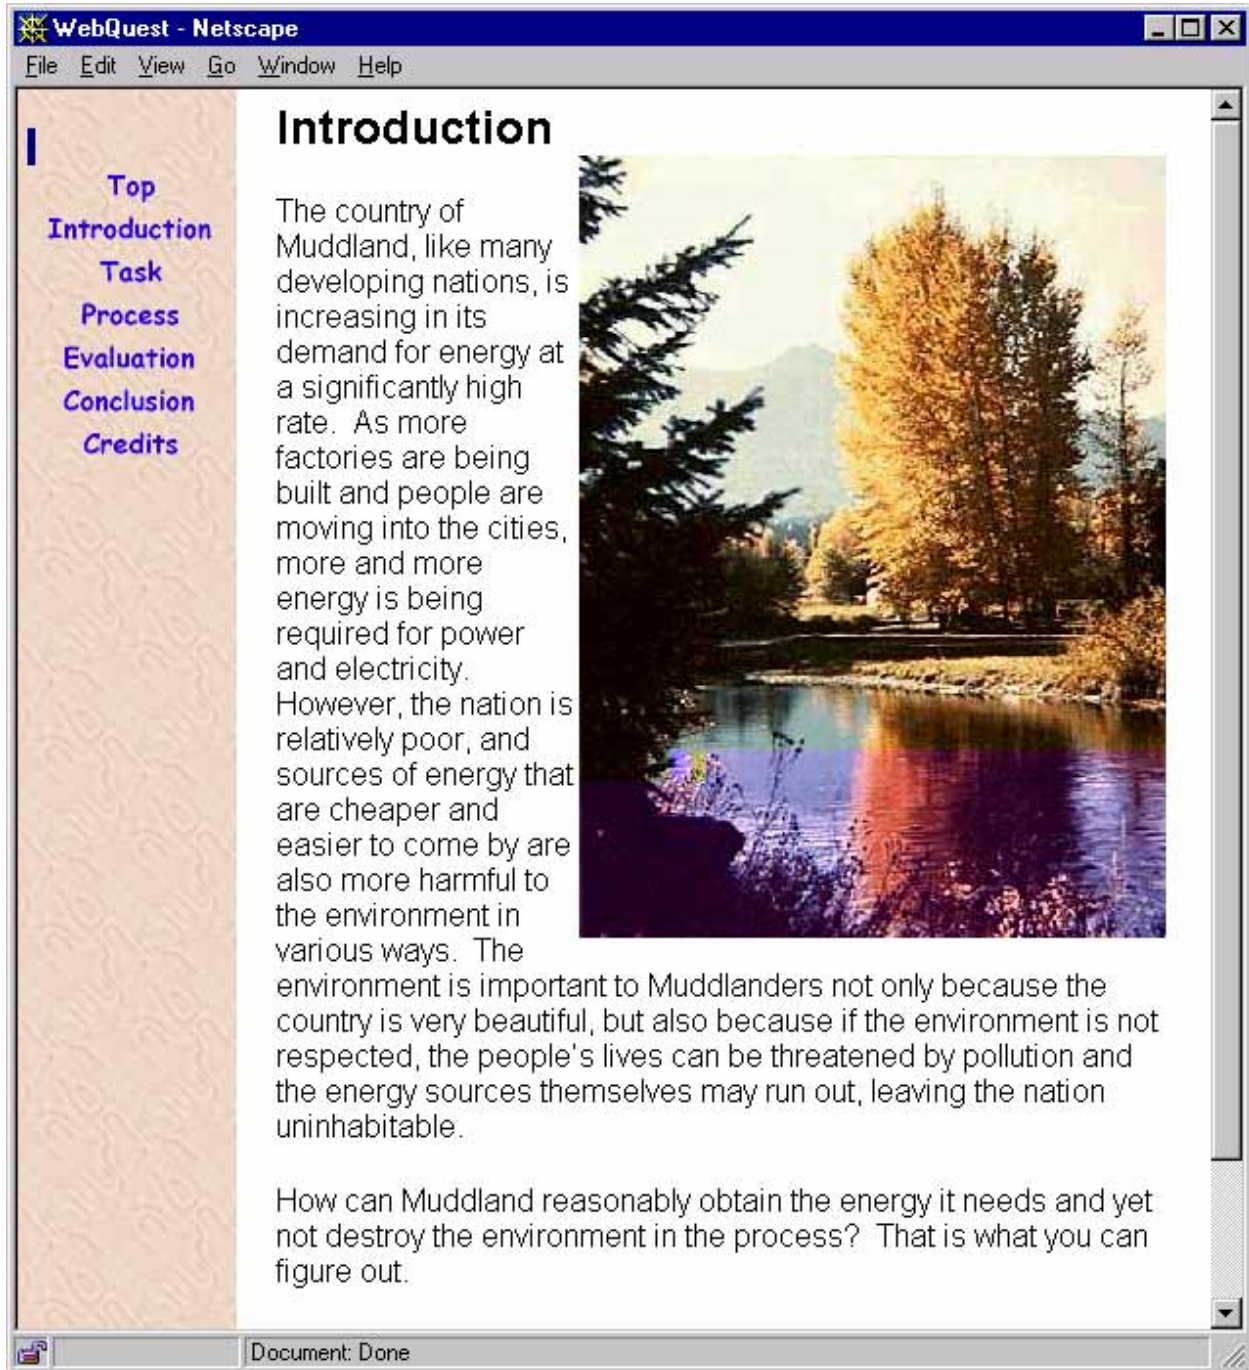 WebQuest - Netscape
File Edit View Go Window Help
Top
Introduction
Task
Process
Evaluation
Conclusion
Credits
Introduction
The country of
Muddland, like many
developing nations, is
increasing in its
demand for energy at
a significantly high
rate.  As more
factories are being
built and people are
moving into the cities,
more and more
energy is being
required for power
and electricity.
However, the nation is
relatively poor, and
sources of energy that
are cheaper and
easier to come by are
also more harmful to
the environment in
various ways.  The
environment is important to Muddlanders not only because the
country is very beautiful, but also because if the environment is not
respected, the people's lives can be threatened by pollution and
the energy sources themselves may run out, leaving the nation
uninhabitable.
How can Muddland reasonably obtain the energy it needs and yet
not destroy the environment in the process?  That is what you can
figure out.
Document: Done